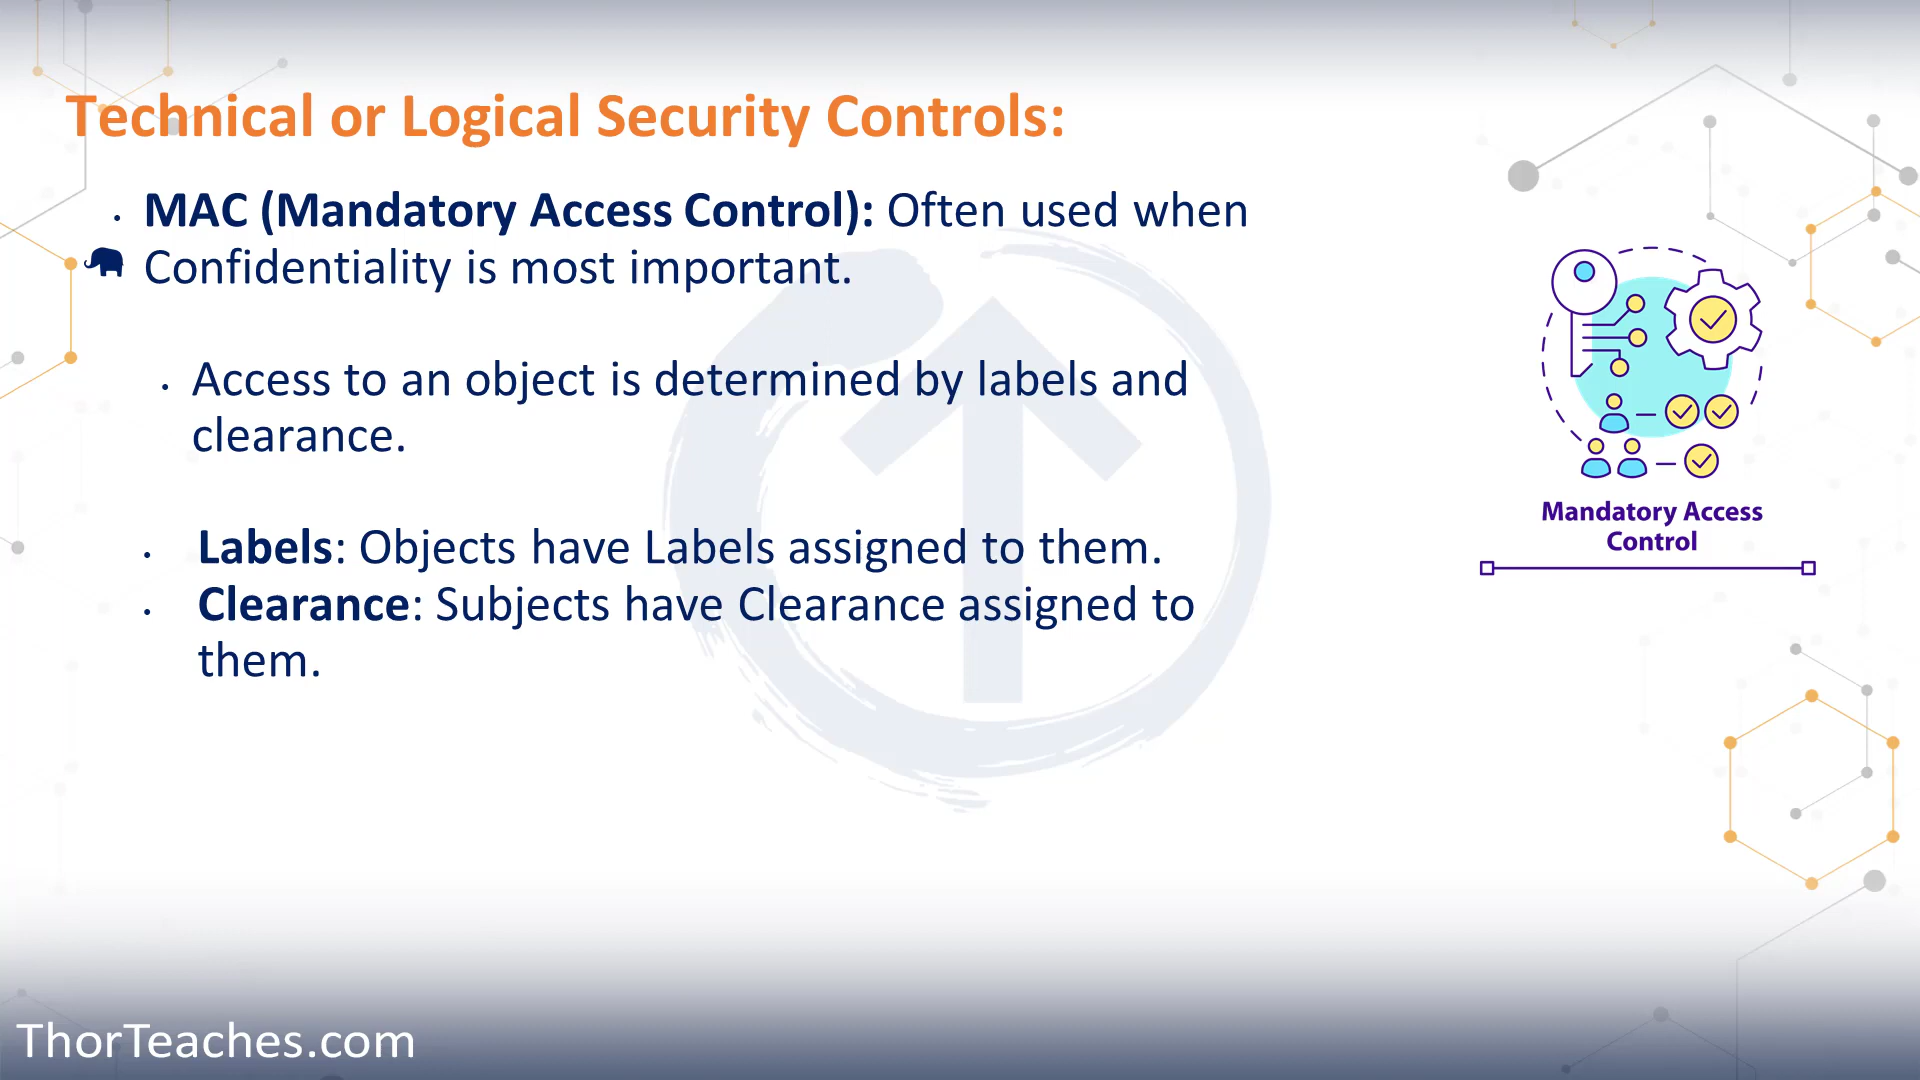 Technical or Logical Security Controls:
• MAC (Mandatory Access Control): Often used when
Confidentiality is most important.
• Access to an object is determined by labels and
clearance.
• Labels: Objects have Labels assigned to them.
• Clearance: Subjects have Clearance assigned to
them.
Mandatory Access
Control
ThorTeaches.com